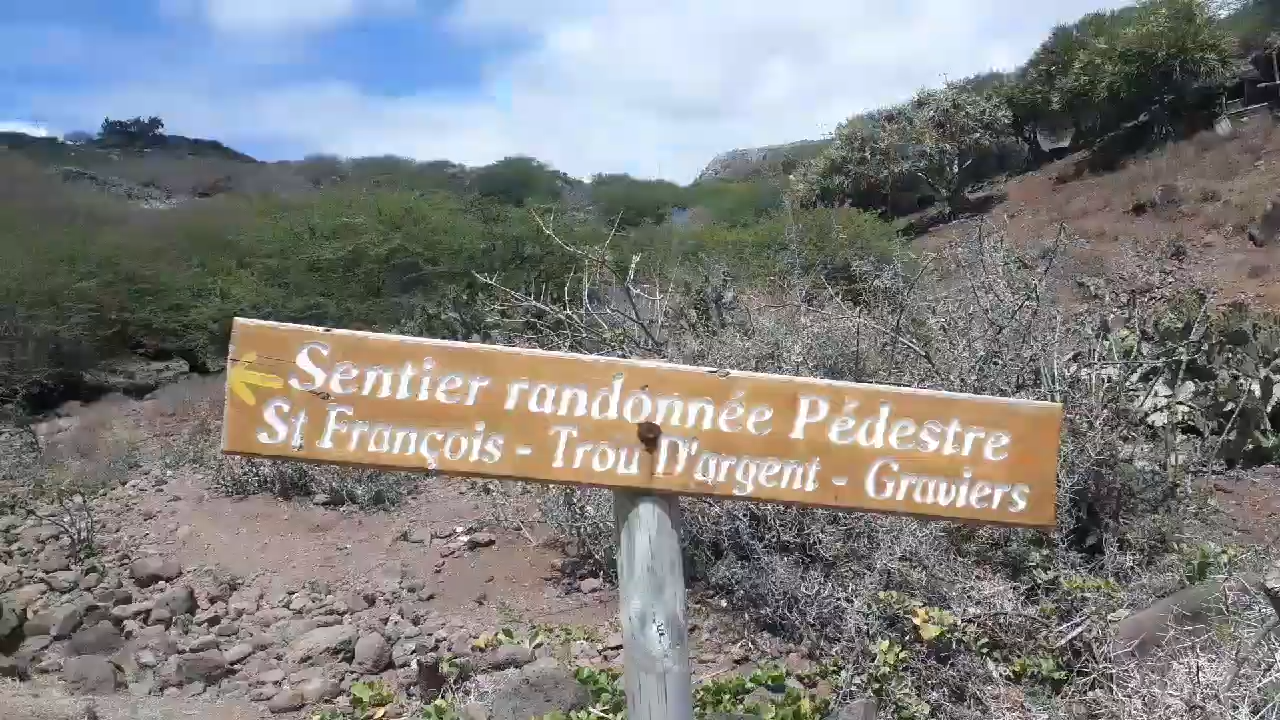 Sentier randonnée Pédestre
St François - Trou D'argent - Graviers